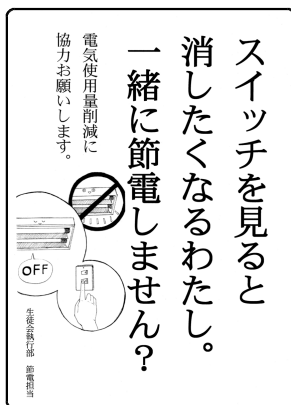 スイッチを見ると
消したくなるわたし。
一緒に節電しません？
電気使用量削減に
協力お願いします。
OFF
生徒会執行部　節電担当